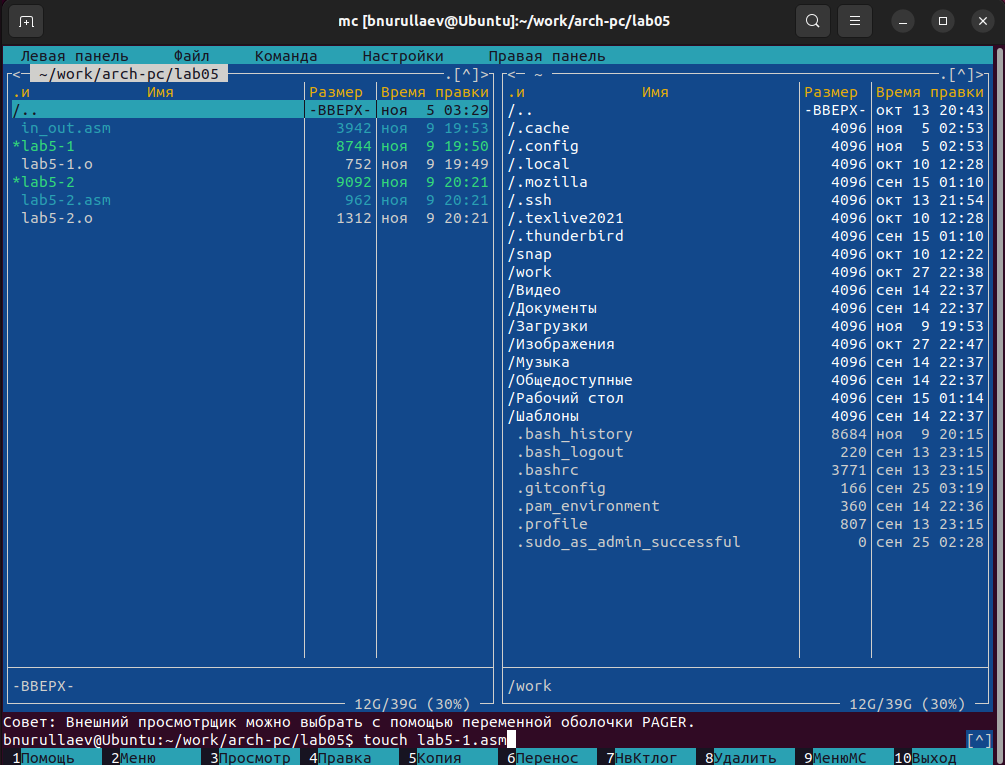 mc [bnurullaev@Ubuntu]:~/work/arch-pc/lab05
Левая панель Файл Команда Настройки Правая панель
<- ~/work/arch-pc/lab05 .[^]>
.и Имя Размер Время правки
/.. -ВВЕРХ- ноя 5 03:29
in_out.asm 3942 ноя 9 19:53
*lab5-1 8744 ноя 9 19:50
lab5-1.o 752 ноя 9 19:49
*lab5-2 9092 ноя 9 20:21
lab5-2.asm 962 ноя 9 20:21
lab5-2.o 1312 ноя 9 20:21
-ВВЕРХ-
12G/39G (30%)
<- ~ .[^]>
.и Имя Размер Время правки
/.. -ВВЕРХ- окт 13 20:43
/.cache 4096 ноя 5 02:53
/.config 4096 ноя 5 02:53
/.local 4096 окт 10 12:28
/.mozilla 4096 сен 15 01:10
/.ssh 4096 окт 13 21:54
/.texlive2021 4096 окт 10 12:28
/.thunderbird 4096 сен 15 01:10
/snap 4096 окт 10 12:22
/work 4096 окт 27 22:38
/Видео 4096 сен 14 22:37
/Документы 4096 сен 14 22:37
/Загрузки 4096 ноя 9 19:53
/Изображения 4096 окт 27 22:47
/Музыка 4096 сен 14 22:37
/Общедоступные 4096 сен 14 22:37
/Рабочий стол 4096 сен 15 01:14
/Шаблоны 4096 сен 14 22:37
.bash_history 8684 ноя 9 20:15
.bash_logout 220 сен 13 23:15
.bashrc 3771 сен 13 23:15
.gitconfig 166 сен 25 03:19
.pam_environment 360 сен 14 22:36
.profile 807 сен 13 23:15
.sudo_as_admin_successful 0 сен 25 02:28
/work
12G/39G (30%)
Совет: Внешний просмотрщик можно выбрать с помощью переменной оболочки PAGER.
bnurullaev@Ubuntu:~/work/arch-pc/lab05$ touch lab5-1.asm [^]
1Помощь 2Меню 3Просмотр 4Правка 5Копия 6Перенос 7НвКтлог 8Удалить 9МенюMC 10Выход